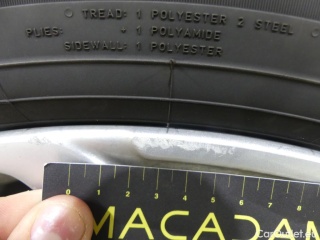 TREAD: 1 POLYESTER 2 STEEL
PLIES: + 1 POLYAMIDE
SIDEWALL: 1 POLYESTER
0 1 2 3 4 5 6 7 8
MACADAM
CarOutlet.eu